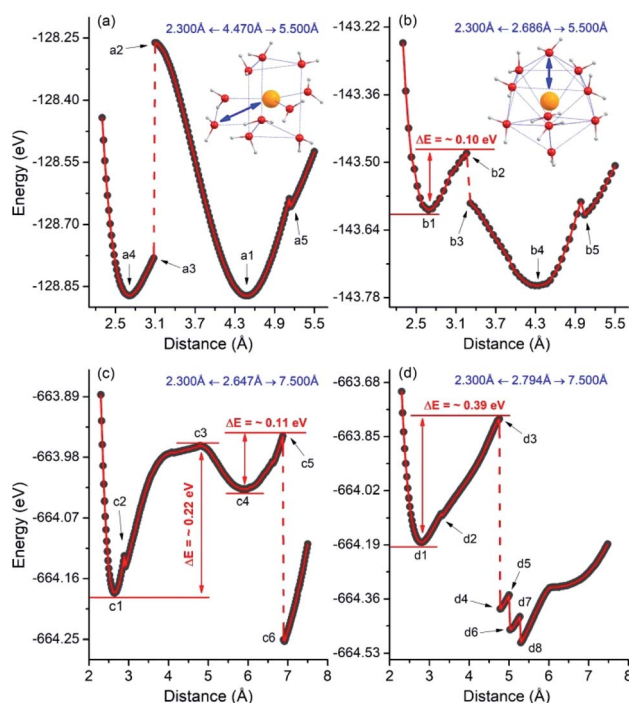 (a) 2.300Å ← 4.470Å → 5.500Å
-128.25
-128.40
-128.55
-128.70
-128.85
Energy (eV)
a2
a4
a3
a1
a5
2.5 3.1 3.7 4.3 4.9 5.5
Distance (Å)
(b) 2.300Å ← 2.686Å → 5.500Å
-143.22
-143.36
-143.50
-143.64
-143.78
Energy (eV)
ΔE = ~ 0.10 eV
b2
b1
b3
b4
b5
2.5 3.1 3.7 4.3 4.9 5.5
Distance (Å)
(c) 2.300Å ← 2.647Å → 7.500Å
-663.89
-663.98
-664.07
-664.16
-664.25
Energy (eV)
ΔE = ~ 0.11 eV
c3
c5
c2
c4
ΔE = ~ 0.22 eV
c1
c6
2 3 4 5 6 7 8
Distance (Å)
(d) 2.300Å ← 2.794Å → 7.500Å
-663.68
-663.85
-664.02
-664.19
-664.36
-664.53
Energy (eV)
ΔE = ~ 0.39 eV
d3
d2
d1
d5
d4
d7
d6
d8
2 3 4 5 6 7 8
Distance (Å)